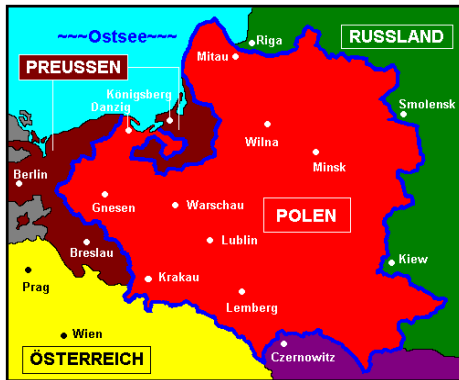 ~~~Ostsee~~~
Riga
RUSSLAND
Mitau
PREUSSEN
Königsberg
Danzig
Smolensk
Wilna
Minsk
Berlin
Gnesen
Warschau
POLEN
Lublin
Breslau
Kiew
Prag
Krakau
Lemberg
Wien
Czernowitz
ÖSTERREICH